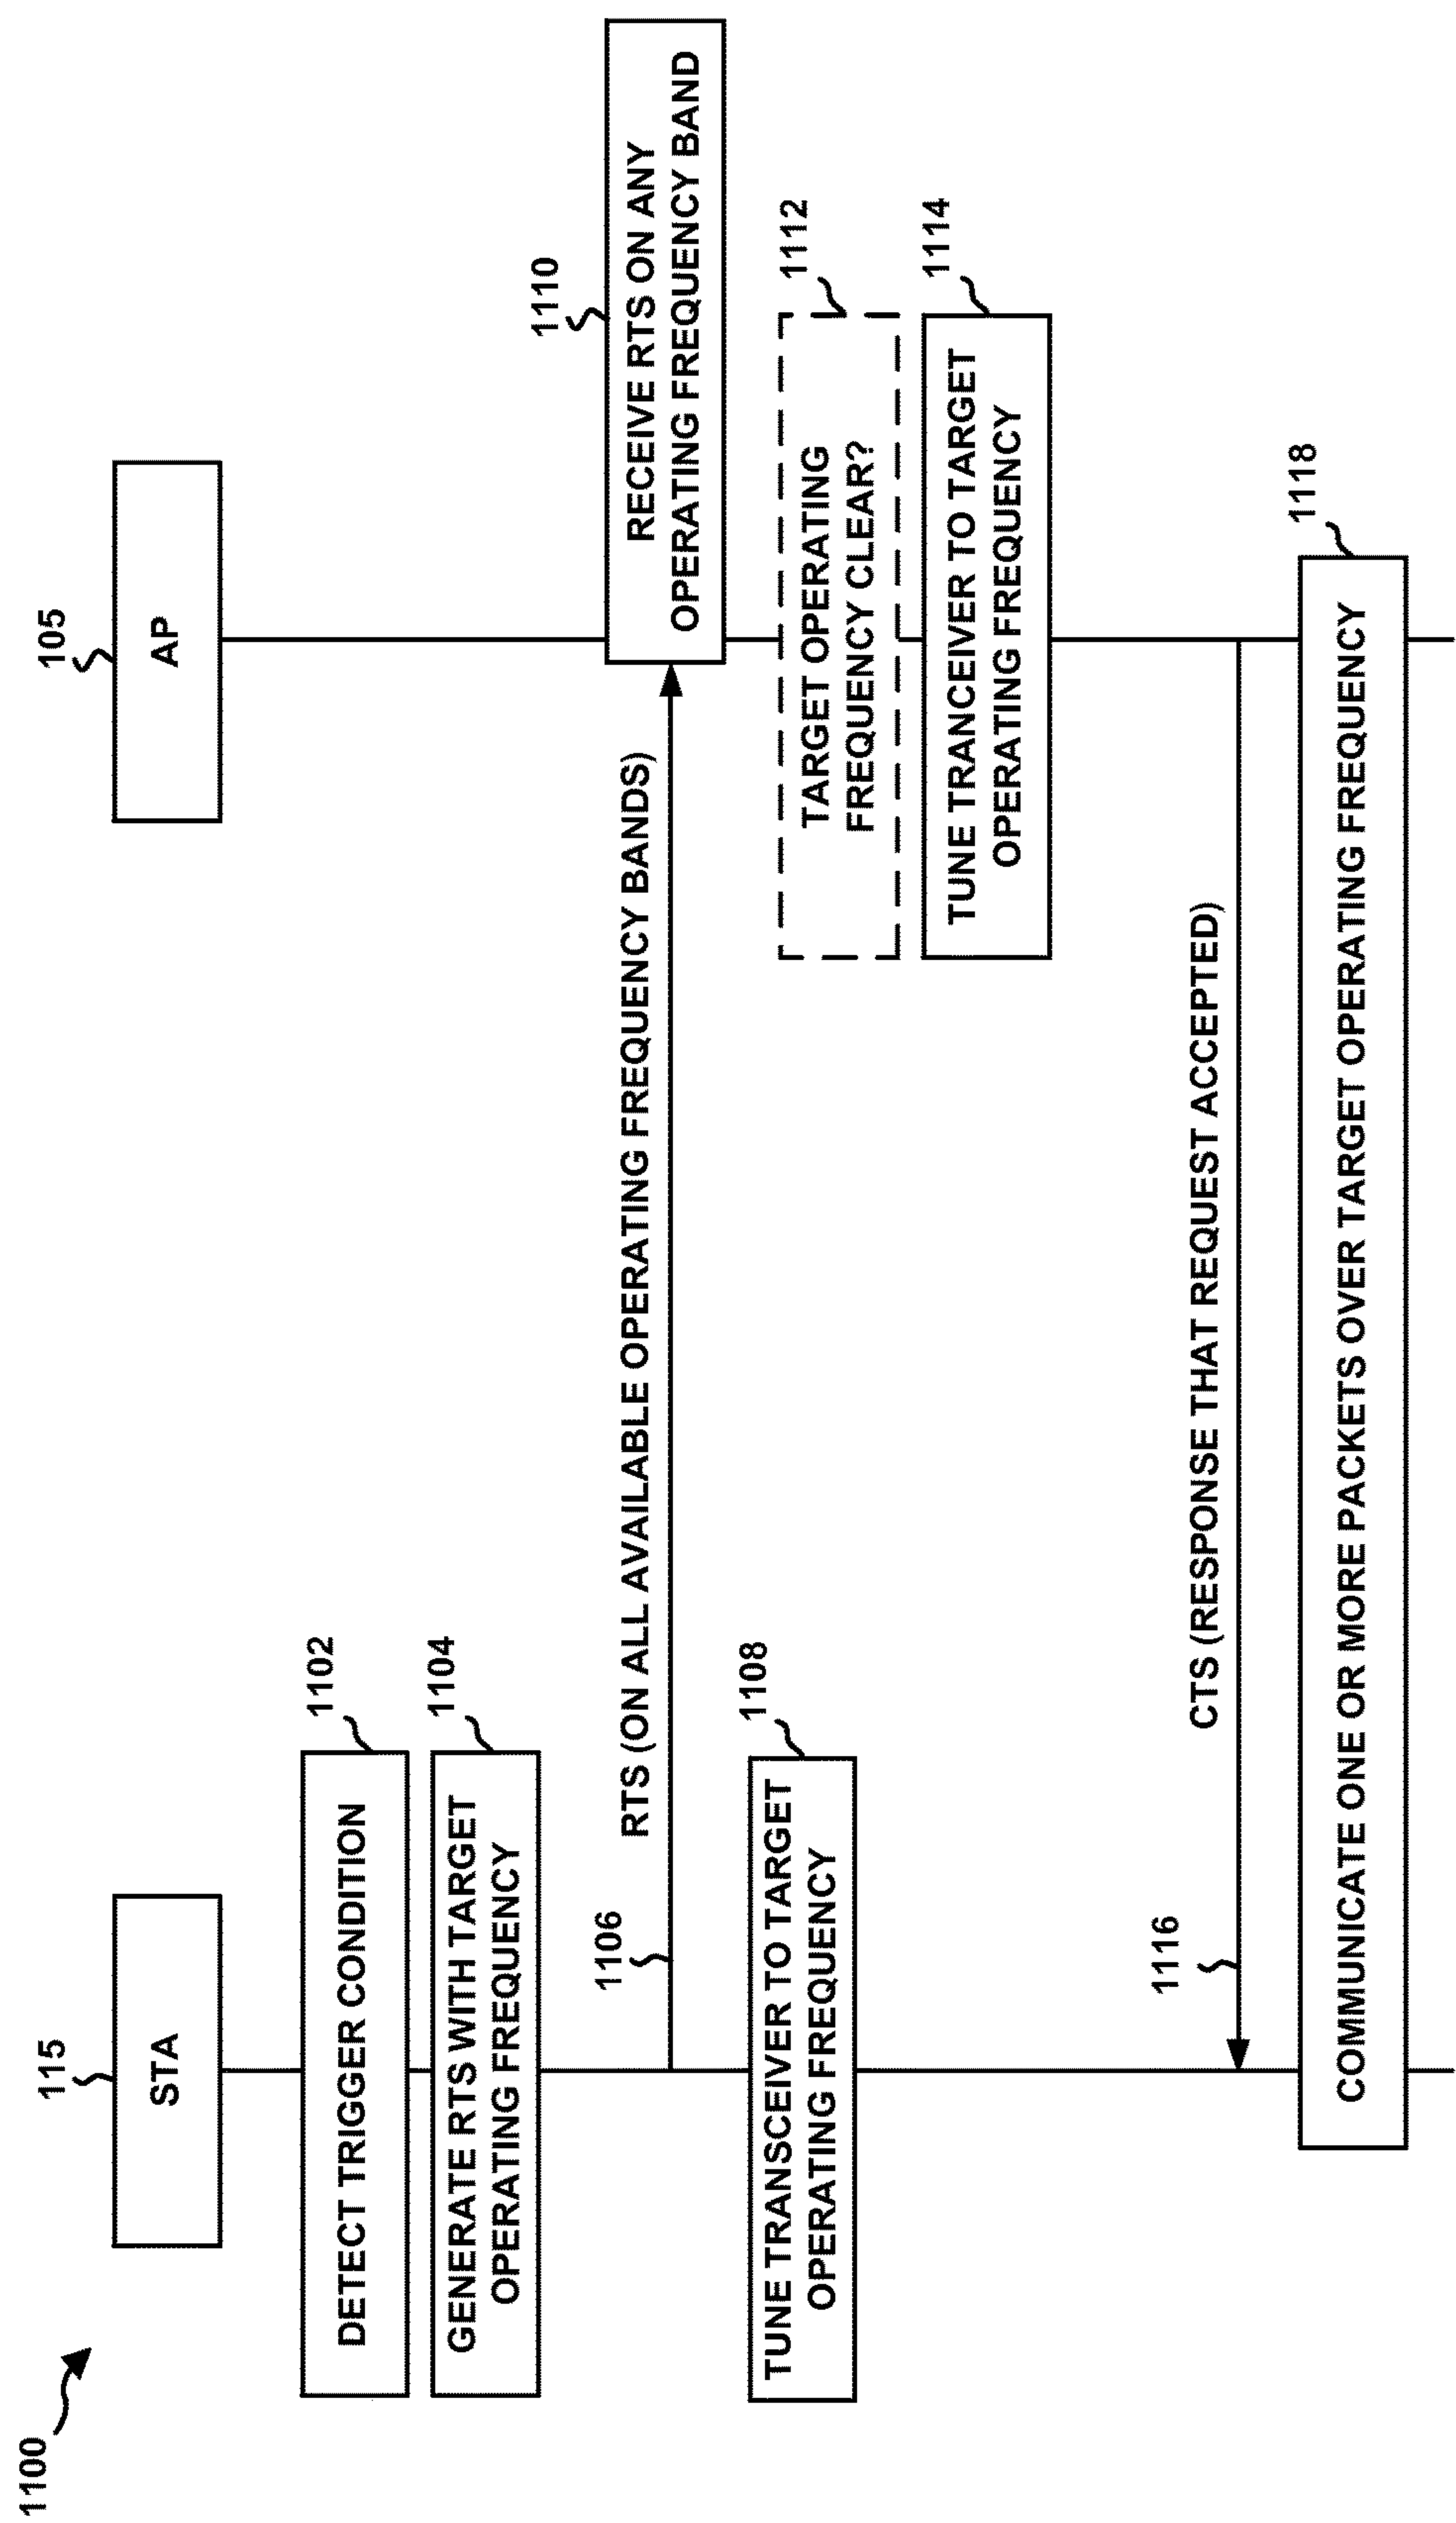 1100
115
STA
105
AP
1102
DETECT TRIGGER CONDITION
1104
GENERATE RTS WITH TARGET
OPERATING FREQUENCY
1106
RTS (ON ALL AVAILABLE OPERATING FREQUENCY BANDS)
1110
RECEIVE RTS ON ANY
OPERATING FREQUENCY BAND
1108
TUNE TRANSCEIVER TO TARGET
OPERATING FREQUENCY
1112
TARGET OPERATING
FREQUENCY CLEAR?
1114
TUNE TRANCEIVER TO TARGET
OPERATING FREQUENCY
1116
CTS (RESPONSE THAT REQUEST ACCEPTED)
1118
COMMUNICATE ONE OR MORE PACKETS OVER TARGET OPERATING FREQUENCY